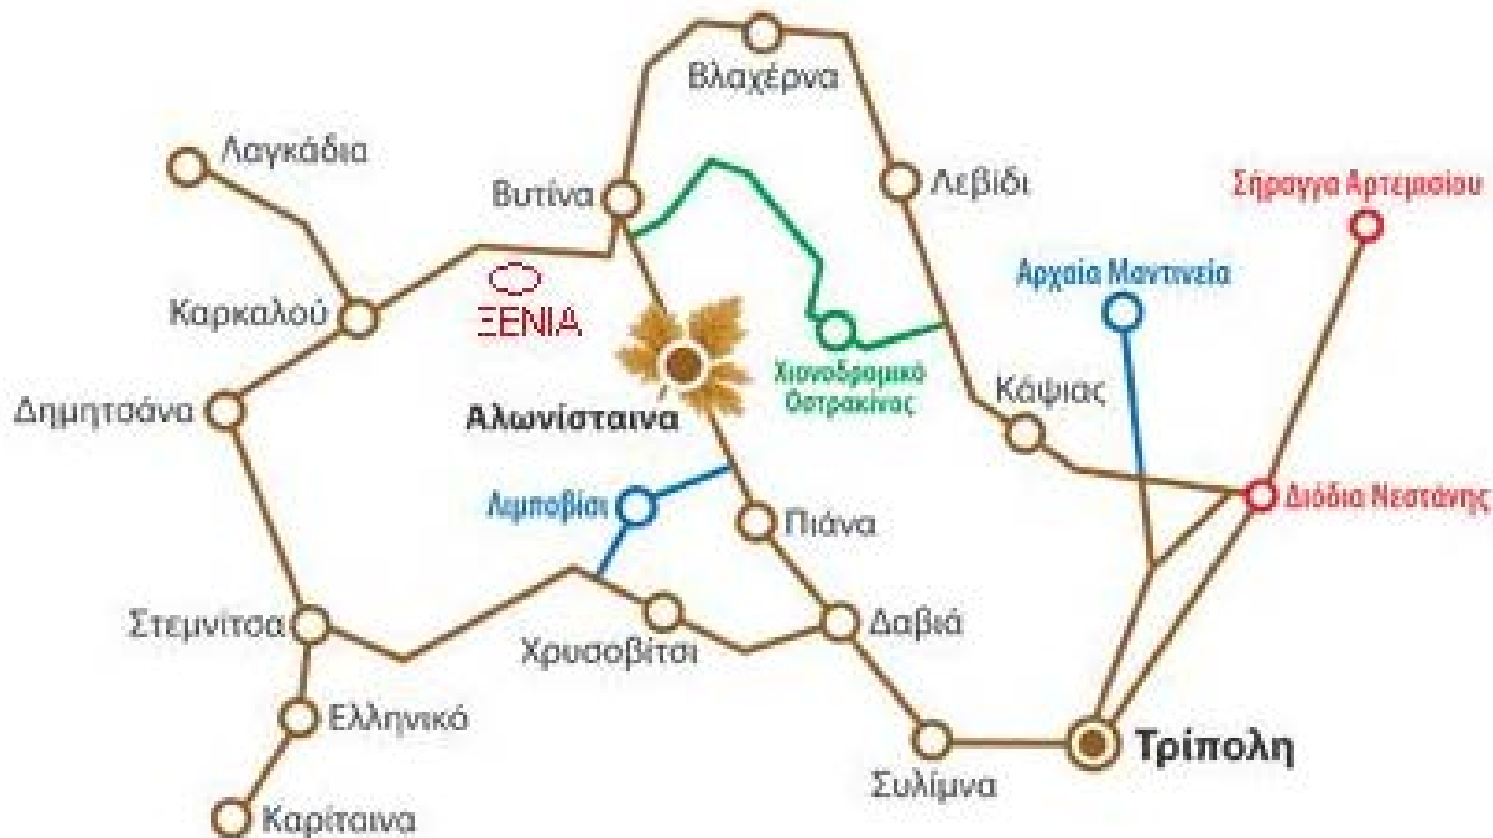 Βλαχέρνα
Λαγκάδια
Βυτίνα
Λεβίδι
Σήραγγα Αρτεμισίου
Αρχαία Μαντινεία
Καρκαλού
ΞΕΝΙΑ
Χιονοδρομικό
Οστρακίνας
Κάψιας
Δημητσάνα
Αλωνίσταινα
Λιμποβίσι
Πιάνα
Διόδια Νεστάνης
Στεμνίτσα
Χρυσοβίτσι
Δαβιά
Ελληνικό
Τρίπολη
Συλίμνα
Καρίταινα